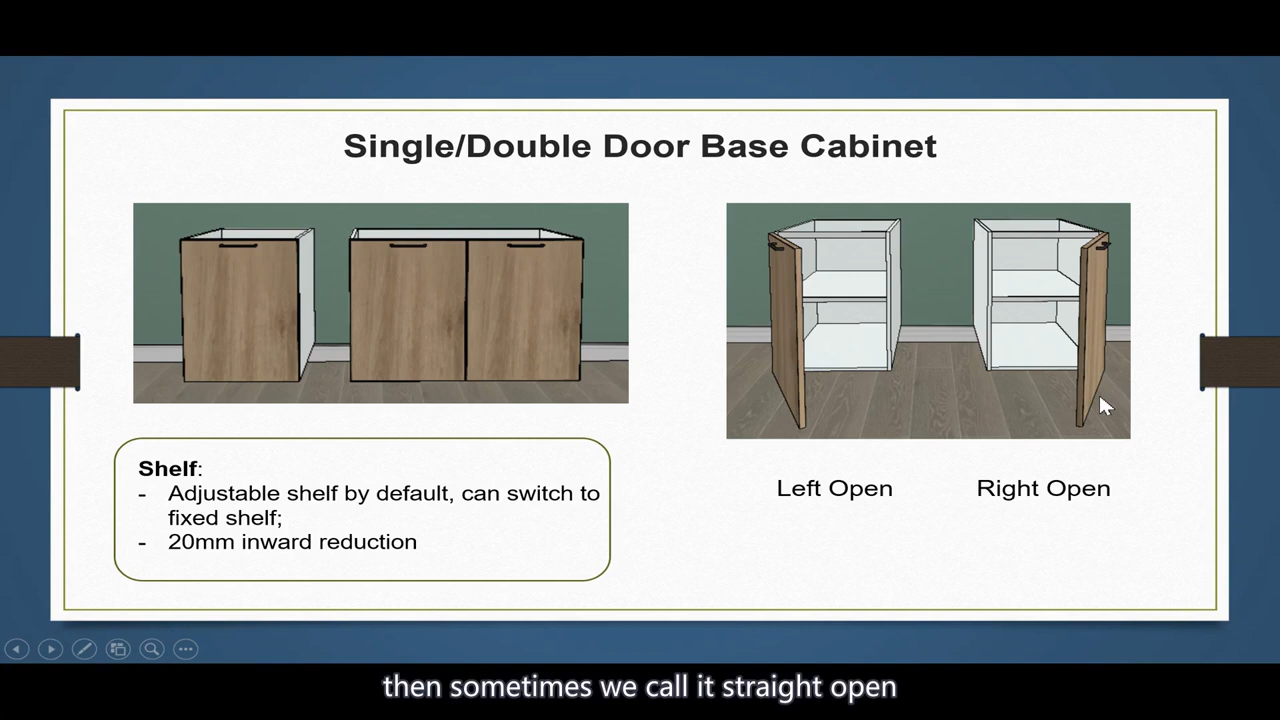 Single/Double Door Base Cabinet
Shelf:
- Adjustable shelf by default, can switch to
fixed shelf;
- 20mm inward reduction
Left Open
Right Open
then sometimes we call it straight open